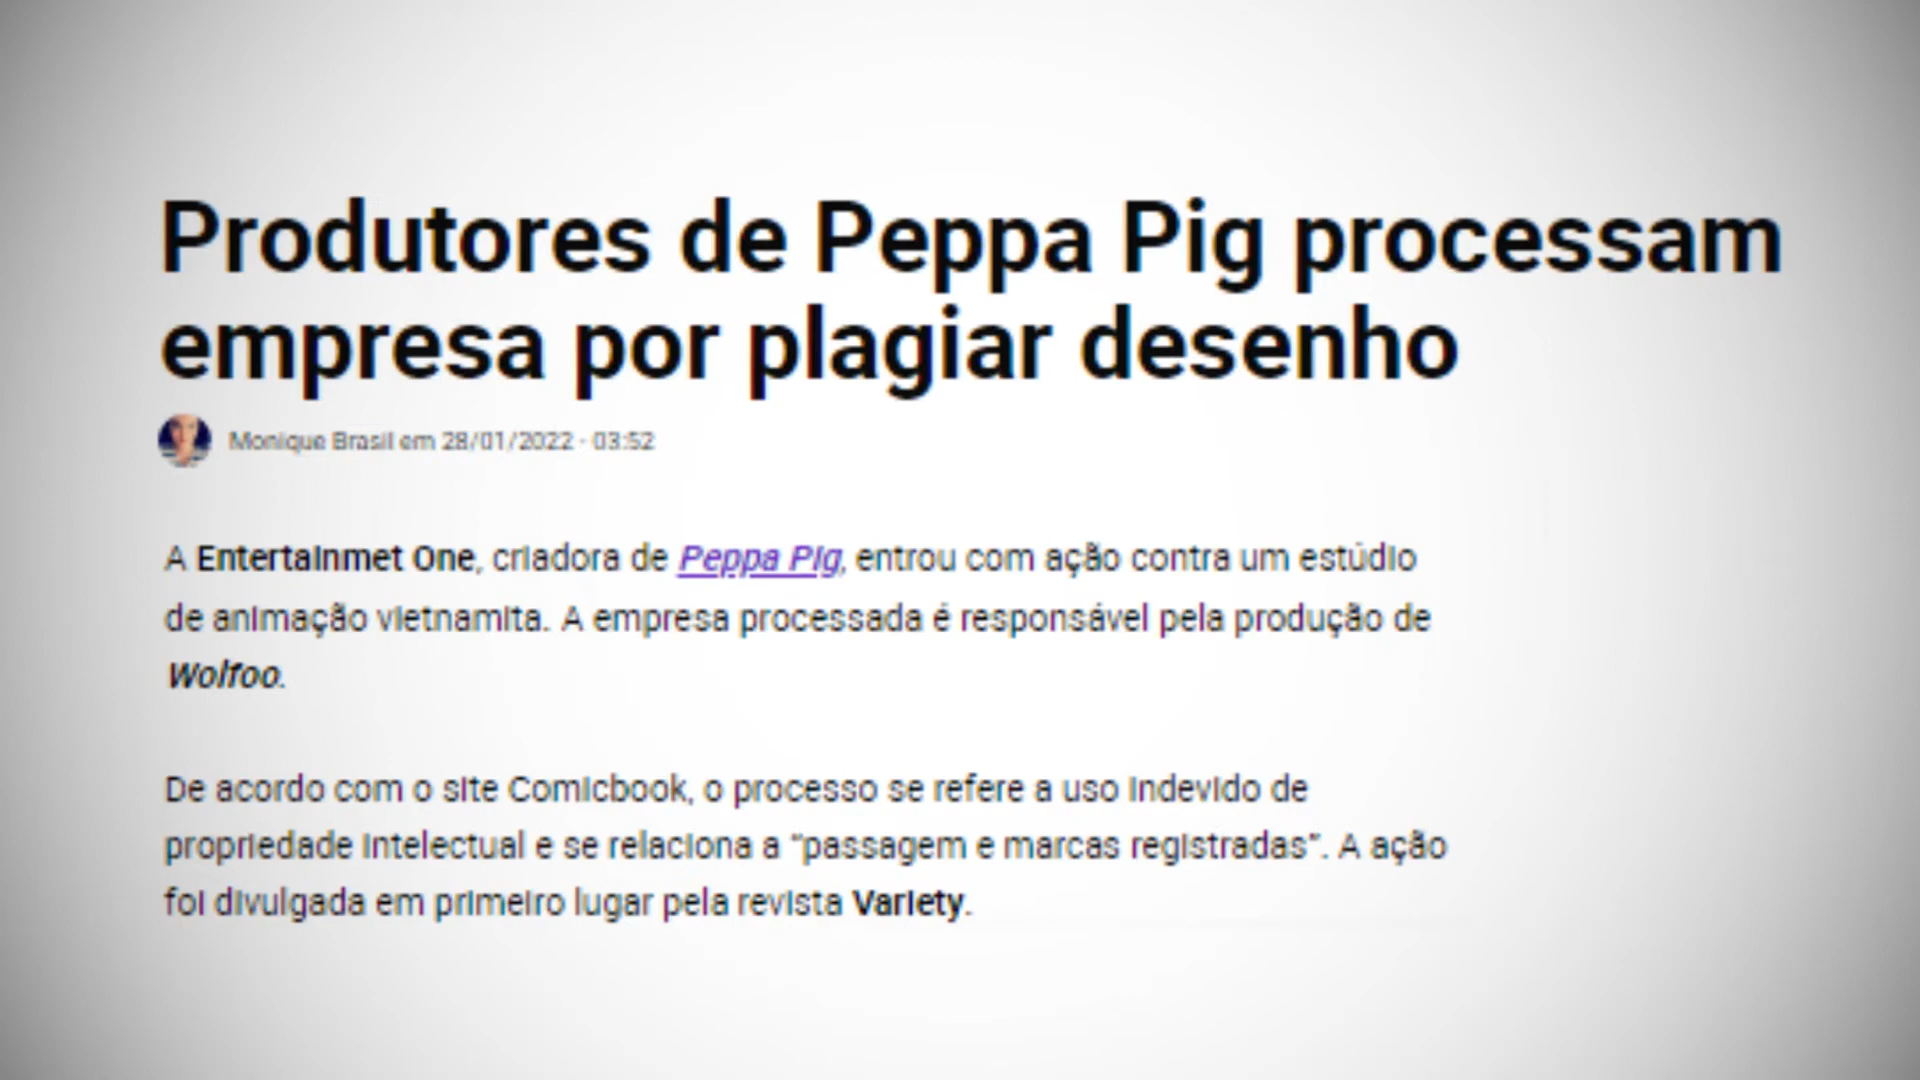 Produtores de Peppa Pig processam
empresa por plagiar desenho
Monique Brasil em 28/01/2022 - 03:52
A Entertainmet One, criadora de Peppa Pig, entrou com ação contra um estúdio
de animação vietnamita. A empresa processada é responsável pela produção de
Wolfoo.
De acordo com o site Comicbook, o processo se refere a uso indevido de
propriedade intelectual e se relaciona a “passagem e marcas registradas”. A ação
foi divulgada em primeiro lugar pela revista Variety.